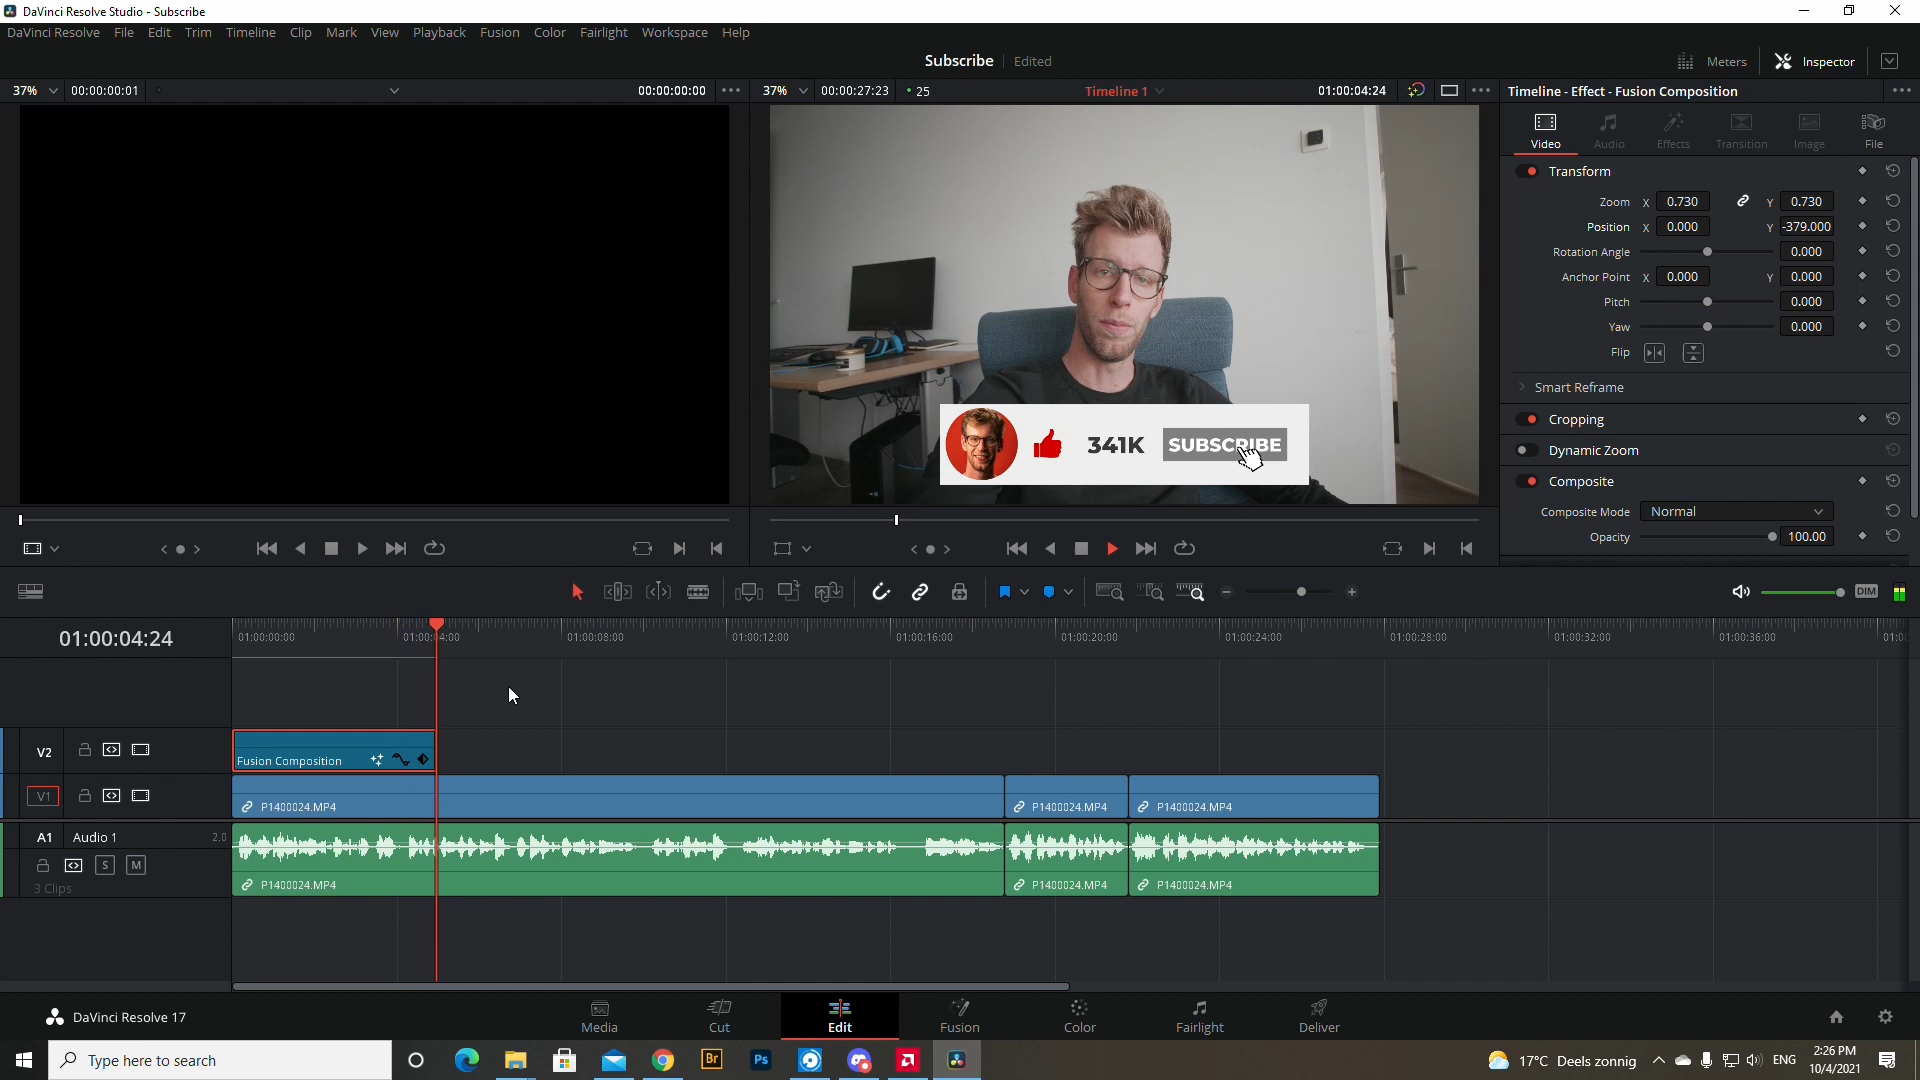 DaVinci Resolve Studio - Subscribe
DaVinci Resolve File Edit Trim Timeline Clip Mark View Playback Fusion Color Fairlight Workspace Help
Subscribe Edited
Meters Inspector
37% 00:00:00:01 00:00:00:00 37% 00:00:27:23 25 Timeline 1 01:00:04:24 Timeline - Effect - Fusion Composition
Video Audio Effects Transition Image File
Transform
Zoom X 0.730 Y 0.730
Position X 0.000 Y -379.000
Rotation Angle 0.000
Anchor Point X 0.000 Y 0.000
Pitch 0.000
Yaw 0.000
Flip
Smart Reframe
Cropping
Dynamic Zoom
Composite
Composite Mode Normal
Opacity 100.00
341K SUBSCRIBE
DIM
01:00:04:24 01:00:00:00 01:00:04:00 01:00:08:00 01:00:12:00 01:00:16:00 01:00:20:00 01:00:24:00 01:00:28:00 01:00:32:00 01:00:36:00 01:0
V2 Fusion Composition
V1 P1400024.MP4 P1400024.MP4 P1400024.MP4
A1 Audio 1 2.0
S M
3 Clips P1400024.MP4 P1400024.MP4 P1400024.MP4
DaVinci Resolve 17 Media Cut Edit Fusion Color Fairlight Deliver
Type here to search Br Ps 17°C Deels zonnig ENG 2:26 PM
10/4/2021